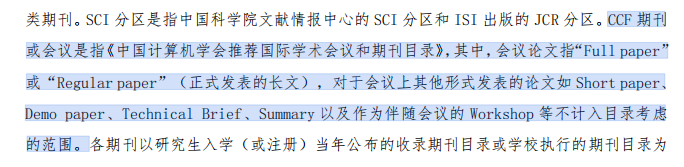 类期刊。SCI 分区是指中国科学院文献情报中心的 SCI 分区和 ISI 出版的 JCR 分区。CCF 期刊
或会议是指《中国计算机学会推荐国际学术会议和期刊目录》,其中,会议论文指“Full paper”
或“Regular paper”（正式发表的长文），对于会议上其他形式发表的论文如 Short paper、
Demo paper、Technical Brief、Summary 以及作为伴随会议的 Workshop 等不计入目录考虑
的范围。各期刊以研究生入学（或注册）当年公布的收录期刊目录或学校执行的期刊目录为